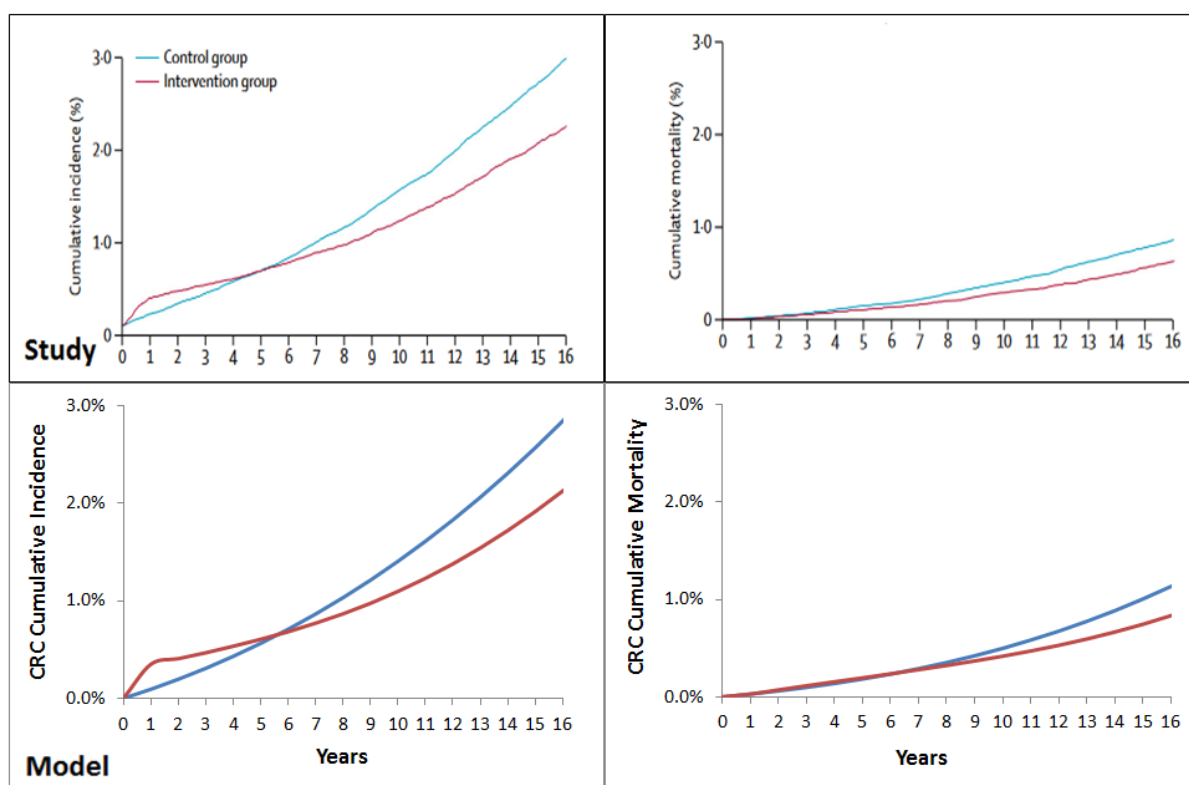 3·0
Control group
Intervention group
2·0
1·0
0
Cumulative incidence (%)
Study
0 1 2 3 4 5 6 7 8 9 10 11 12 13 14 15 16
3·0
2·0
1·0
0
Cumulative mortality (%)
0 1 2 3 4 5 6 7 8 9 10 11 12 13 14 15 16
3.0%
2.0%
1.0%
0.0%
CRC Cumulative Incidence
0 1 2 3 4 5 6 7 8 9 10 11 12 13 14 15 16
Years
Model
3.0%
2.0%
1.0%
0.0%
CRC Cumulative Mortality
0 1 2 3 4 5 6 7 8 9 10 11 12 13 14 15 16
Years